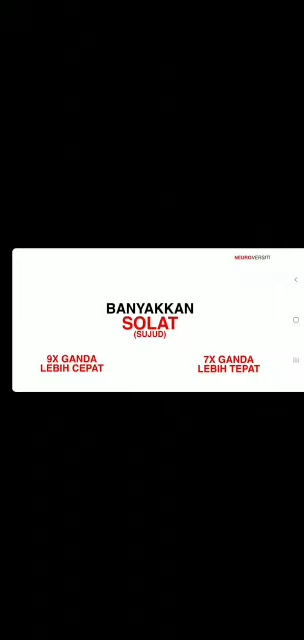 NEUROVERSITI
BANYAKKAN
SOLAT
(SUJUD)
9X GANDA
LEBIH CEPAT
7X GANDA
LEBIH TEPAT